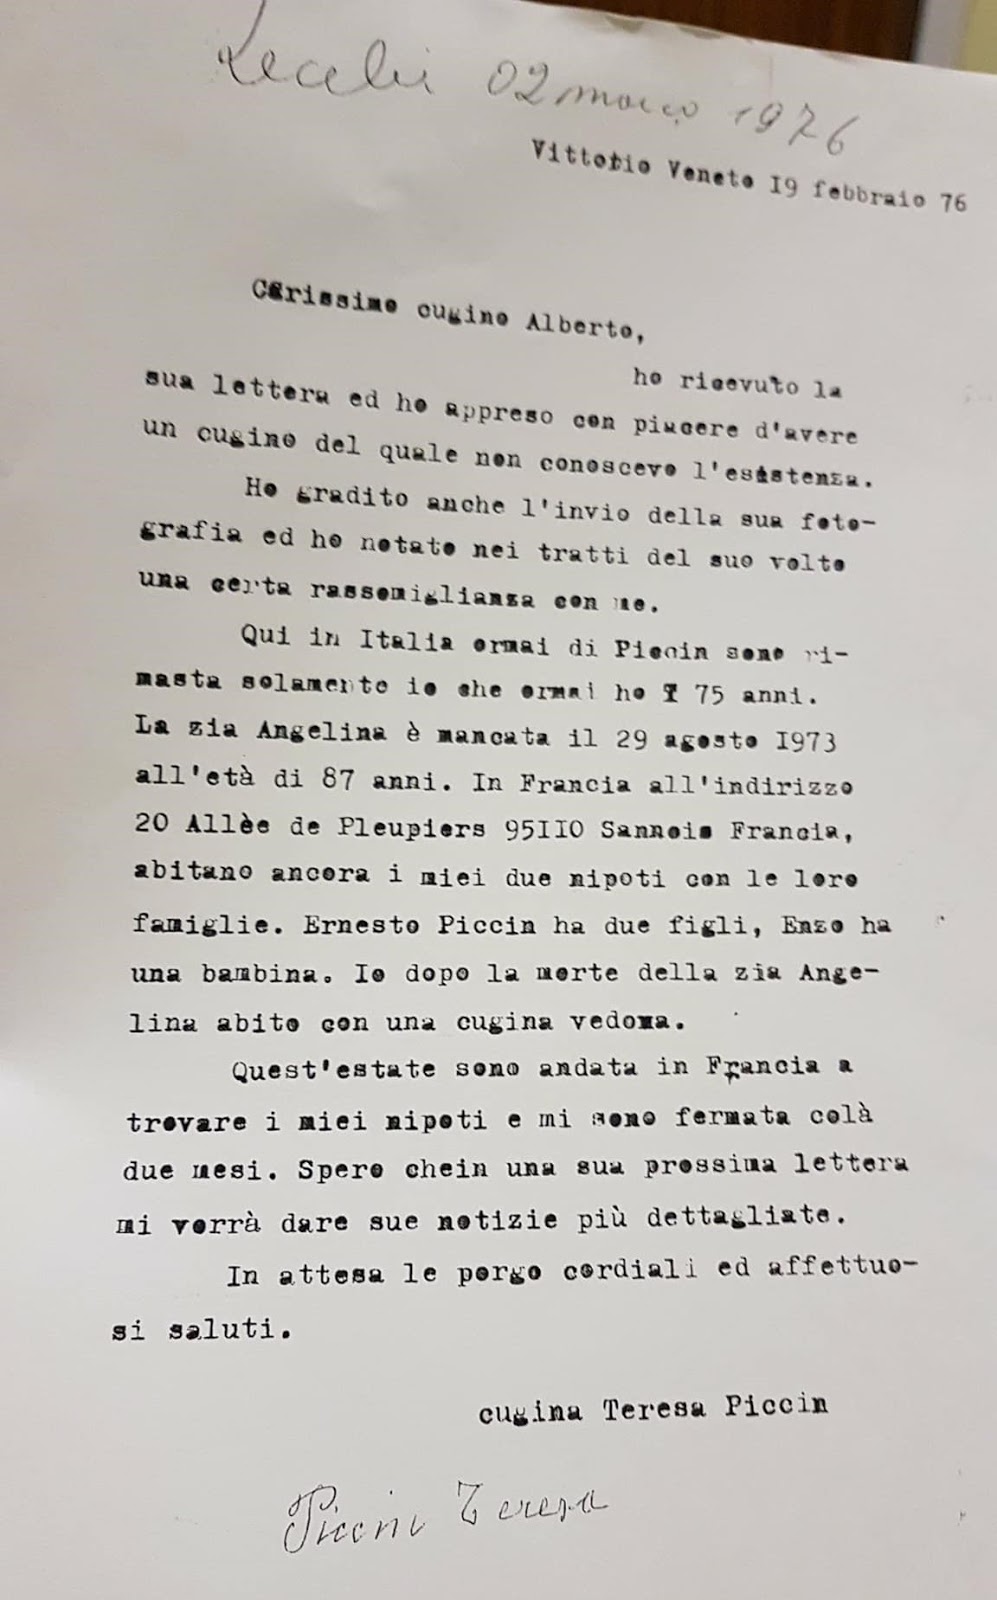 Recebi 02 março 1976
Vittorio Veneto I9 febbraio 76
Carissimo cugino Alberto,
ho ricevuto la
sua lettera ed ho appreso con piacere d'avere
un cugino del quale non conoscevo l'esistenza.
Ho gradito anche l'invio della sua foto-
grafia ed ho notato nei tratti del suo volto
una certa rassomiglianza con me.
Qui in Italia ormai di Piccin sono ri-
masta solamente io che ormai ho 7 75 anni.
La zia Angelina è mancata il 29 agosto I973
all'età di 87 anni. In Francia all'indirizzo
20 Allèe de Pleupiers 95II0 Sannois Francia,
abitano ancora i miei due nipoti con le loro
famiglie. Ernesto Piccin ha due figli, Enzo ha
una bambina. Io dopo la morte della zia Ange-
lina abito con una cugina vedova.
Quest'estate sono andata in Francia a
trovare i miei nipoti e mi sono fermata colà
due mesi. Spero chein una sua prossima lettera
mi vorrà dare sue notizie più dettagliate.
In attesa le porgo cordiali ed affettuo-
si saluti.
cugina Teresa Piccin
Piccin Teresa